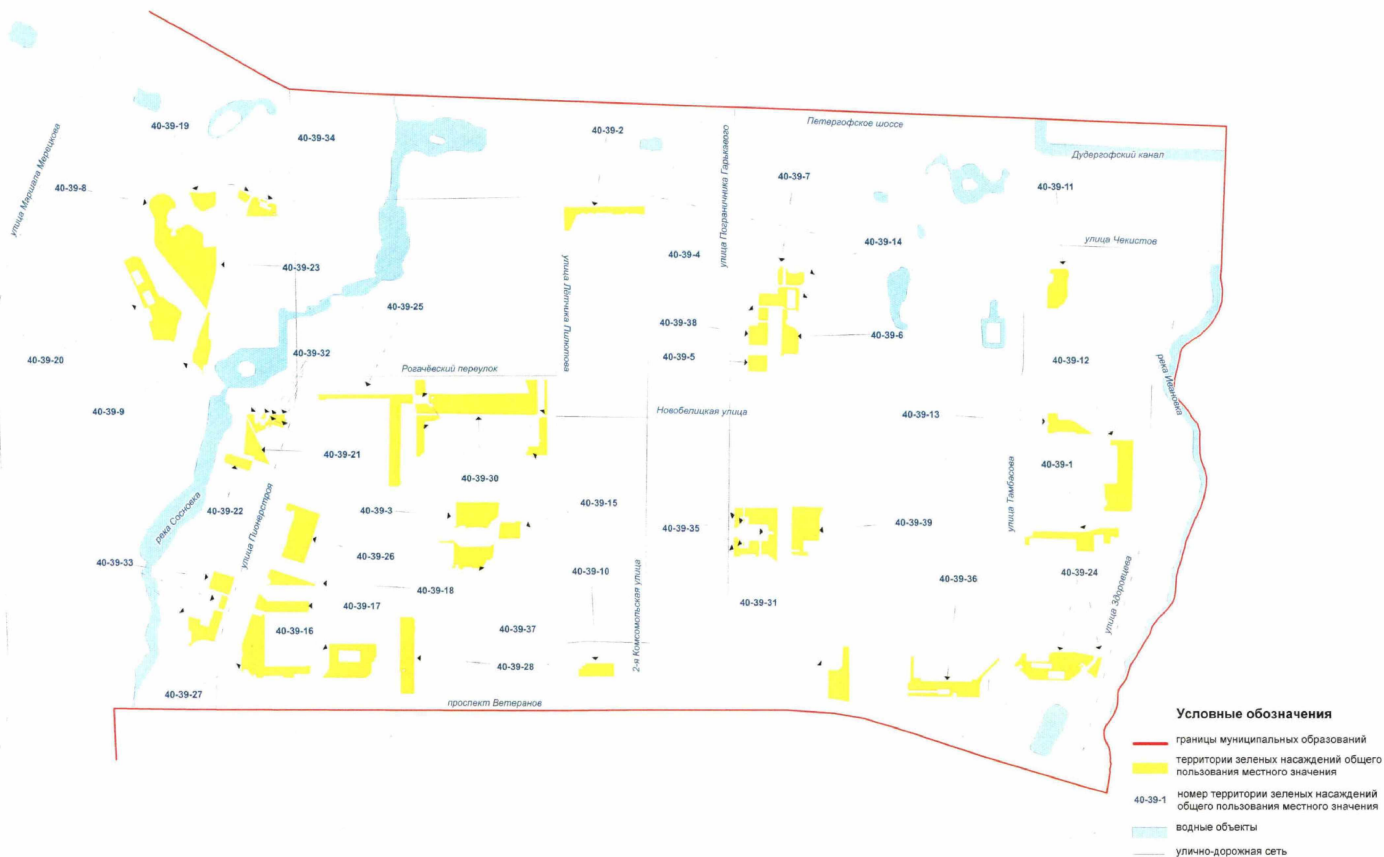 Петергофское шоссе
40-39-19
40-39-34
40-39-2
улица Маршала Мерецкова
улица Пограничника Гарькавого
Дудергофский канал
40-39-8
40-39-7
40-39-11
40-39-4
40-39-14
улица Чекистов
40-39-23
улица Лётчика Пилютова
40-39-25
40-39-38
40-39-6
40-39-20
40-39-32
40-39-5
40-39-12
Рогачёвский переулок
река Ивановка
40-39-9
Новобелицкая улица
40-39-13
40-39-21
40-39-1
40-39-30
улица Тамбасова
40-39-22
река Сосновка
улица Пионерстроя
40-39-3
40-39-15
40-39-35
40-39-39
40-39-33
40-39-26
40-39-10
40-39-36
40-39-24
40-39-18
2-я Комсомольская улица
улица Здоровцева
40-39-17
40-39-31
40-39-16
40-39-37
40-39-28
40-39-27
проспект Ветеранов
Условные обозначения
границы муниципальных образований
территории зеленых насаждений общего
пользования местного значения
40-39-1
номер территории зеленых насаждений
общего пользования местного значения
водные объекты
улично-дорожная сеть